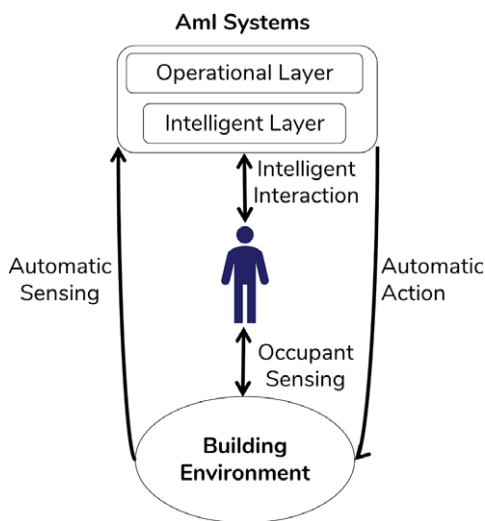 AmI Systems
Operational Layer
Intelligent Layer
Intelligent
Interaction
Automatic
Sensing
Automatic
Action
Occupant
Sensing
Building
Environment